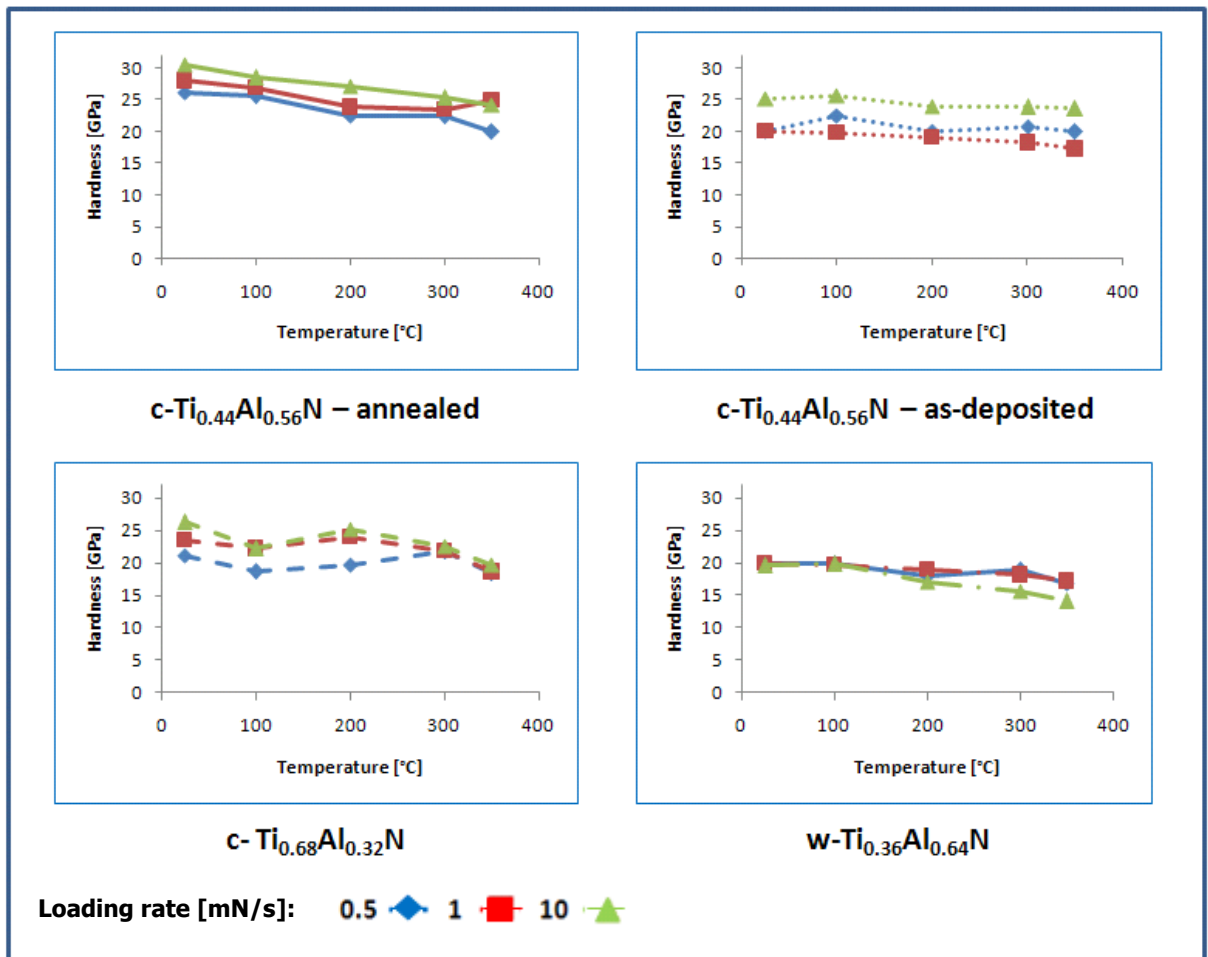 30
25
20
15
10
5
0
Hardness [GPa]
0 100 200 300 400
Temperature [°C]
c-Ti0.44Al0.56N – annealed
30
25
20
15
10
5
0
Hardness [GPa]
0 100 200 300 400
Temperature [°C]
c-Ti0.44Al0.56N – as-deposited
30
25
20
15
10
5
0
Hardness [GPa]
0 100 200 300 400
Temperature [°C]
c- Ti0.68Al0.32N
30
25
20
15
10
5
0
Hardness [GPa]
0 100 200 300 400
Temperature [°C]
w-Ti0.36Al0.64N
Loading rate [mN/s]: 0.5 1 10